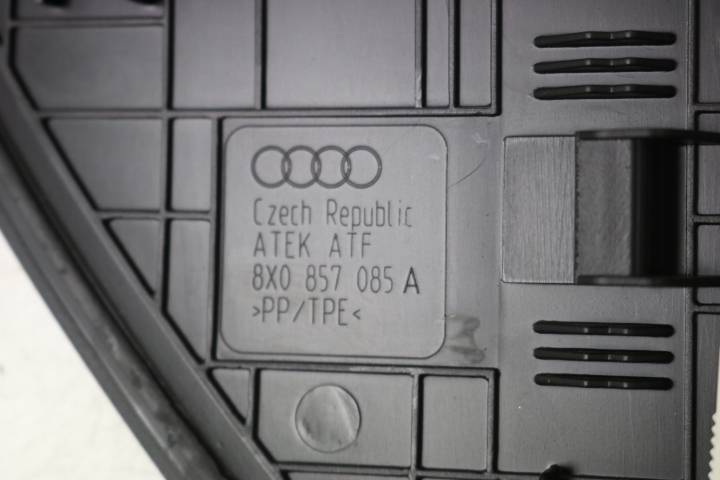 Czech Republic
ATEK ATF
8X0 857 085 A
>PP/TPE<